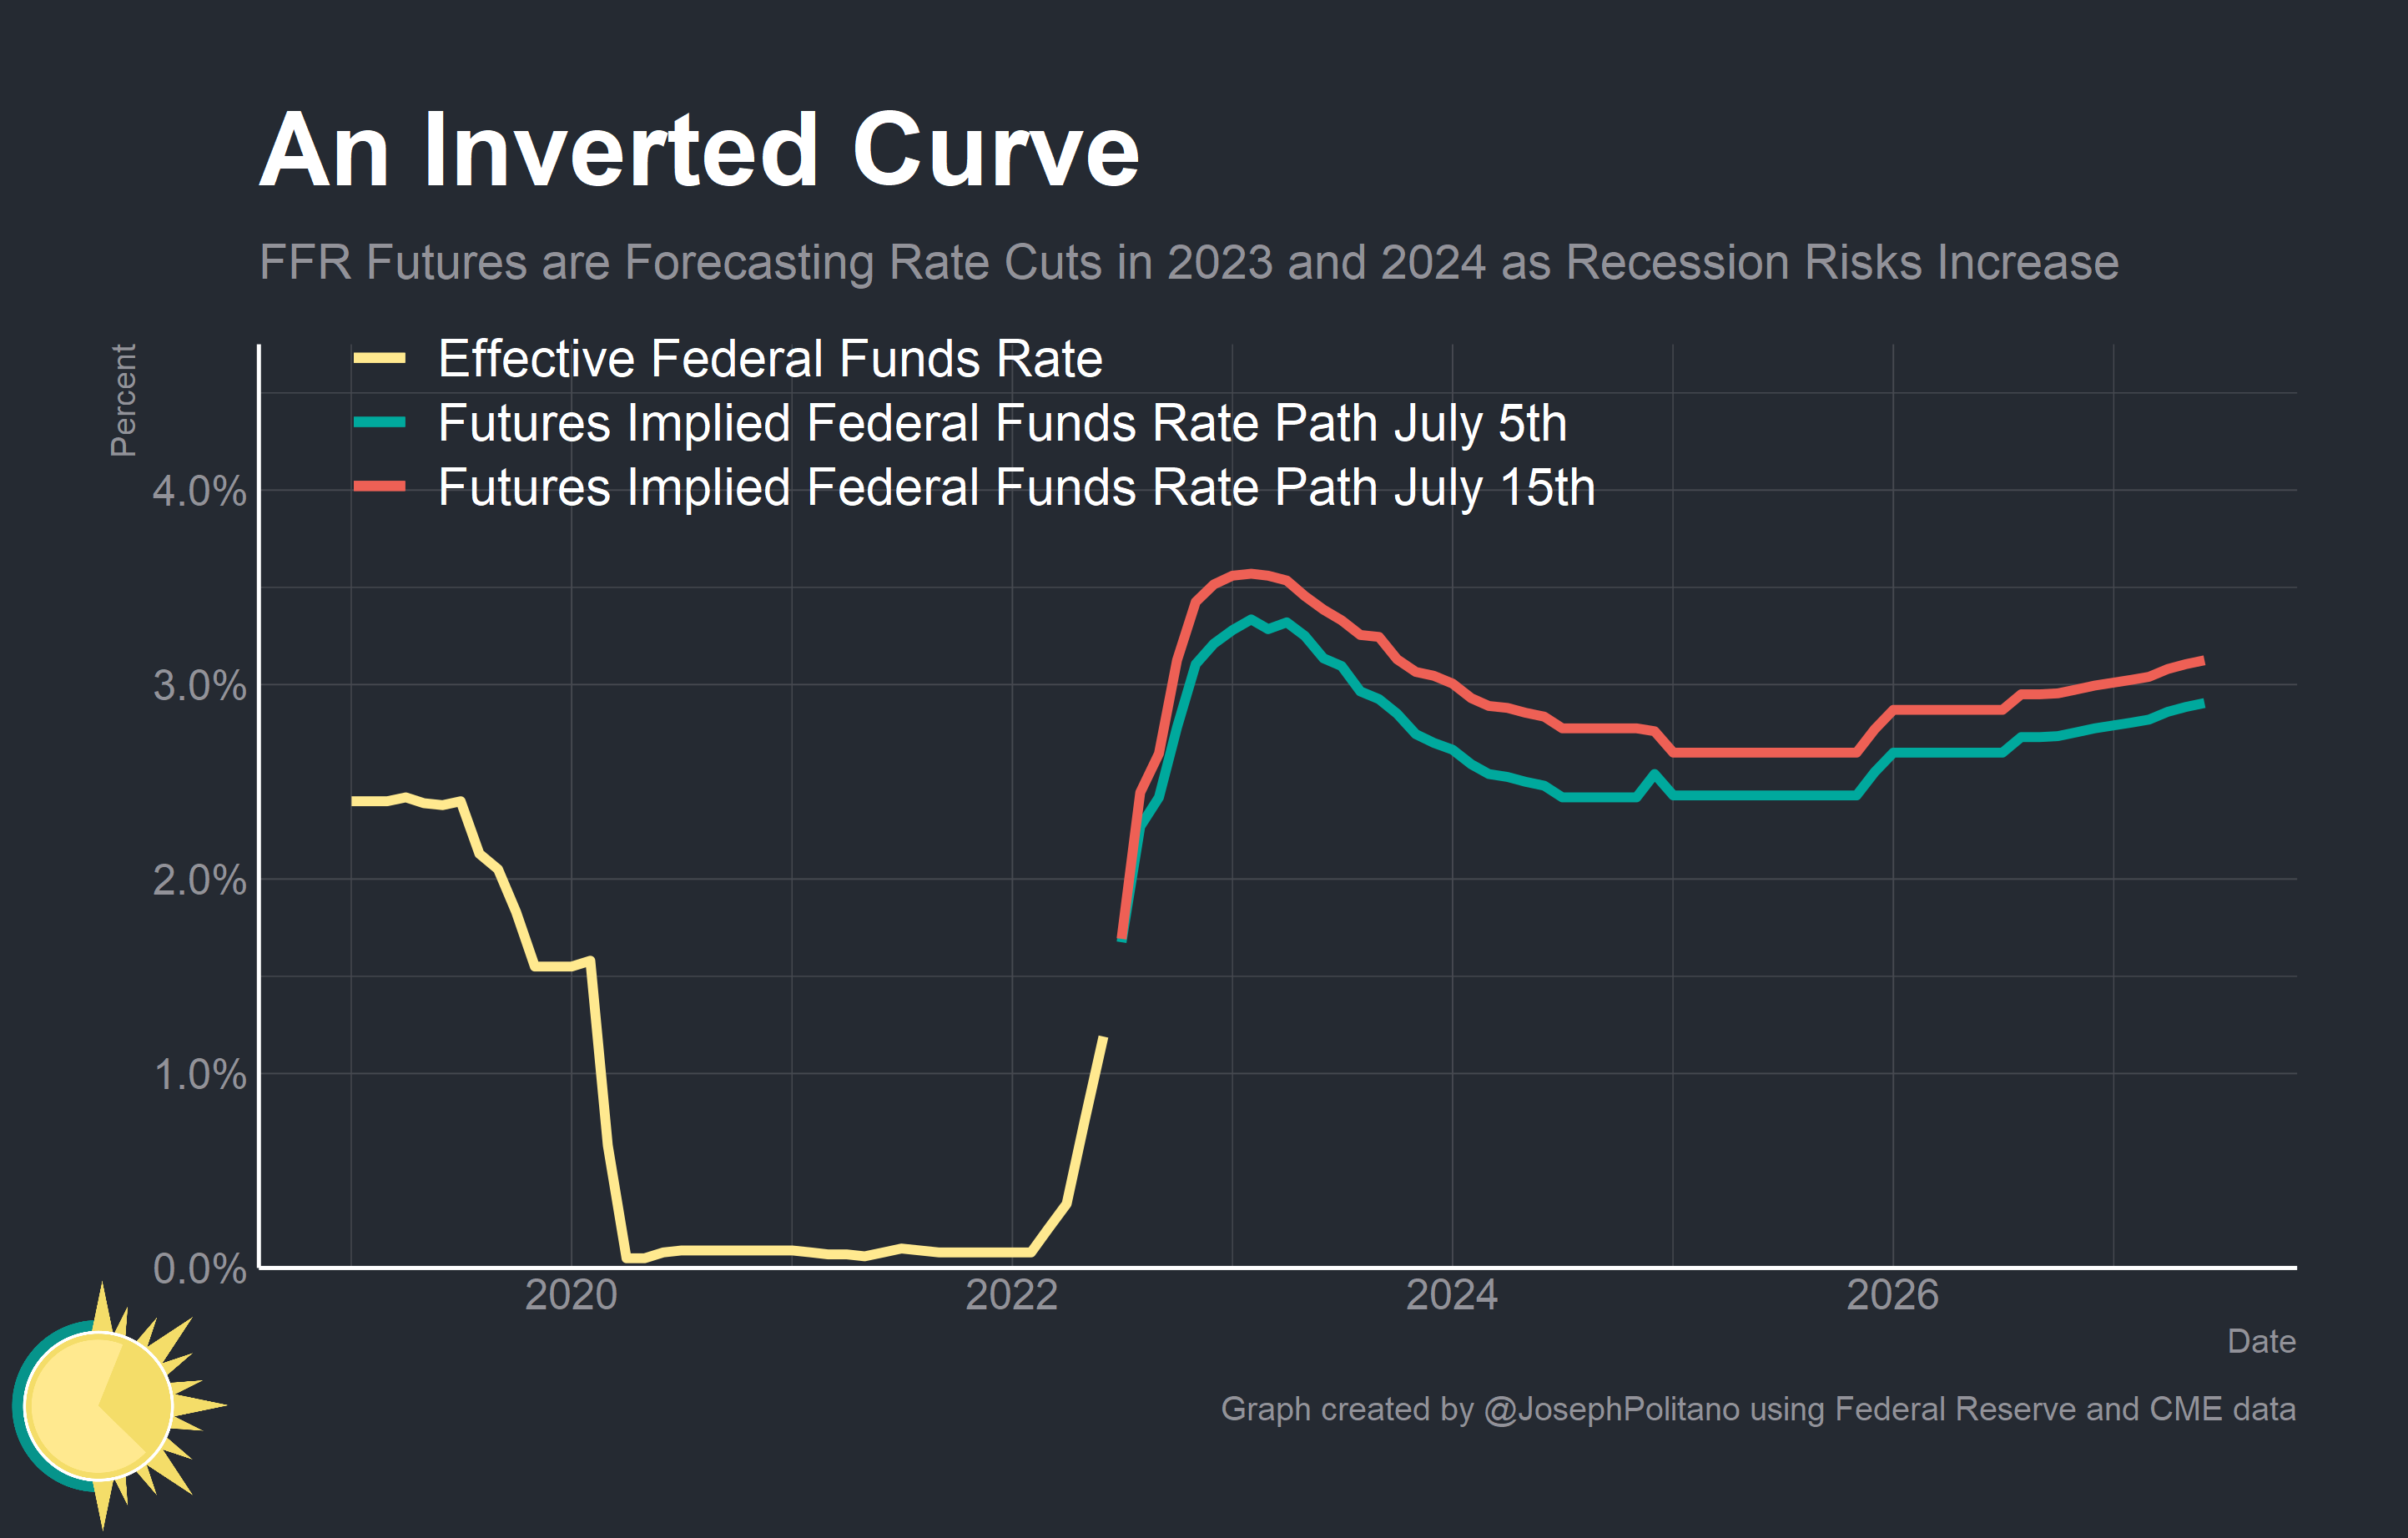 An Inverted Curve
FFR Futures are Forecasting Rate Cuts in 2023 and 2024 as Recession Risks Increase
Percent
Effective Federal Funds Rate
Futures Implied Federal Funds Rate Path July 5th
Futures Implied Federal Funds Rate Path July 15th
4.0%
3.0%
2.0%
1.0%
0.0%
2020 2022 2024 2026
Date
Graph created by @JosephPolitano using Federal Reserve and CME data